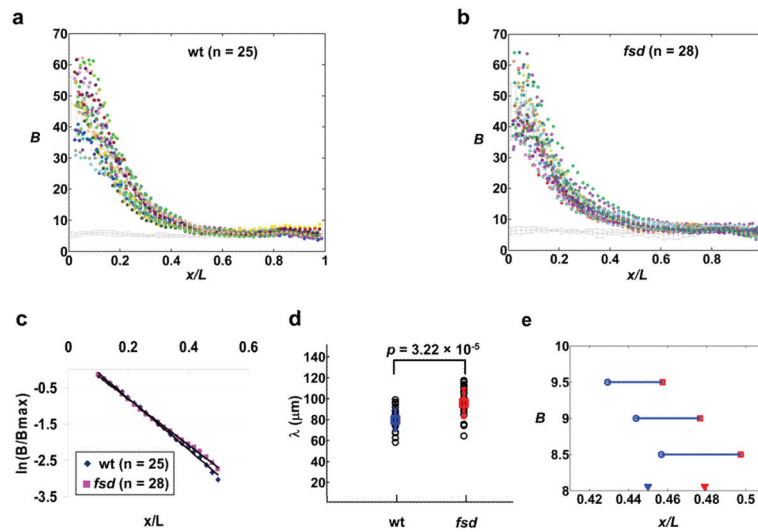 a
wt (n = 25)
70
60
50
40
30
20
10
0
B
0 0.2 0.4 0.6 0.8 1
x/L
b
fsd (n = 28)
70
60
50
40
30
20
10
0
B
0 0.2 0.4 0.6 0.8
x/L
c
0 0.2 0.4 0.6
-0.5
-1.5
-2.5
-3.5
ln(B/Bmax)
wt (n = 25)
fsd (n = 28)
x/L
d
p = 3.22 × 10-5
140
120
100
80
60
40
20
λ (μm)
wt fsd
e
10
9.5
9
8.5
8
B
0.42 0.44 0.46 0.48 0.5
x/L